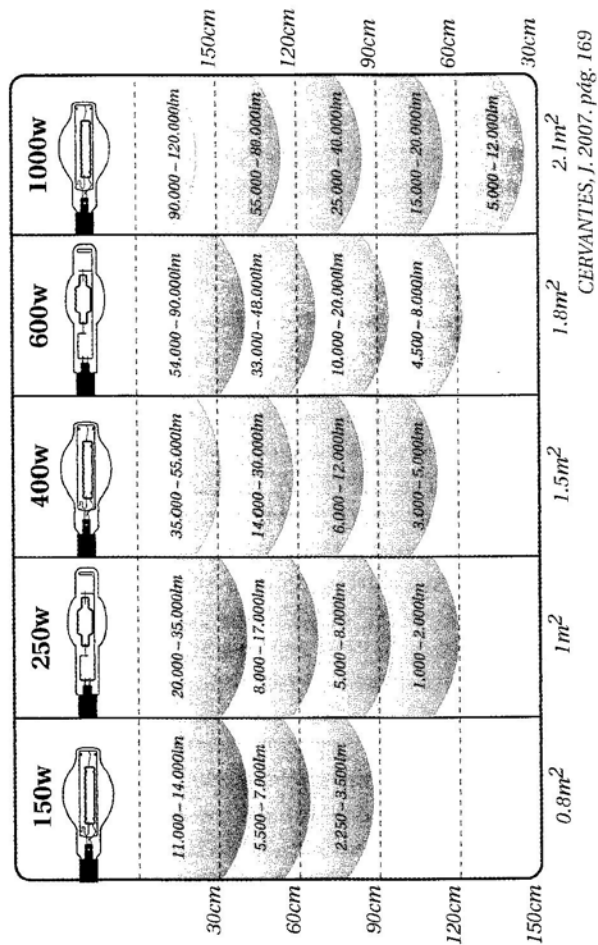 150w 250w 400w 600w 1000w
11.000 – 14.000lm 20.000 – 35.000lm 35.000 – 55.000lm 54.000 – 90.000lm 90.000 – 120.000lm
30cm 150cm
5.500 – 7.000lm 8.000 – 17.000lm 14.000 – 30.000lm 33.000 – 48.000lm 55.000 – 89.000lm
60cm 120cm
2.250 – 3.500lm 5.000 – 8.000lm 6.000 – 12.000lm 10.000 – 20.000lm 25.000 – 40.000lm
90cm 90cm
1.000 – 2.000lm 3.000 – 5.000lm 4.500 – 8.000lm 15.000 – 20.000lm
120cm 60cm
5.000 – 12.000lm
150cm 30cm
0.8m² 1m² 1.5m² 1.8m² 2.1m²
CERVANTES, J. 2007. pág. 169